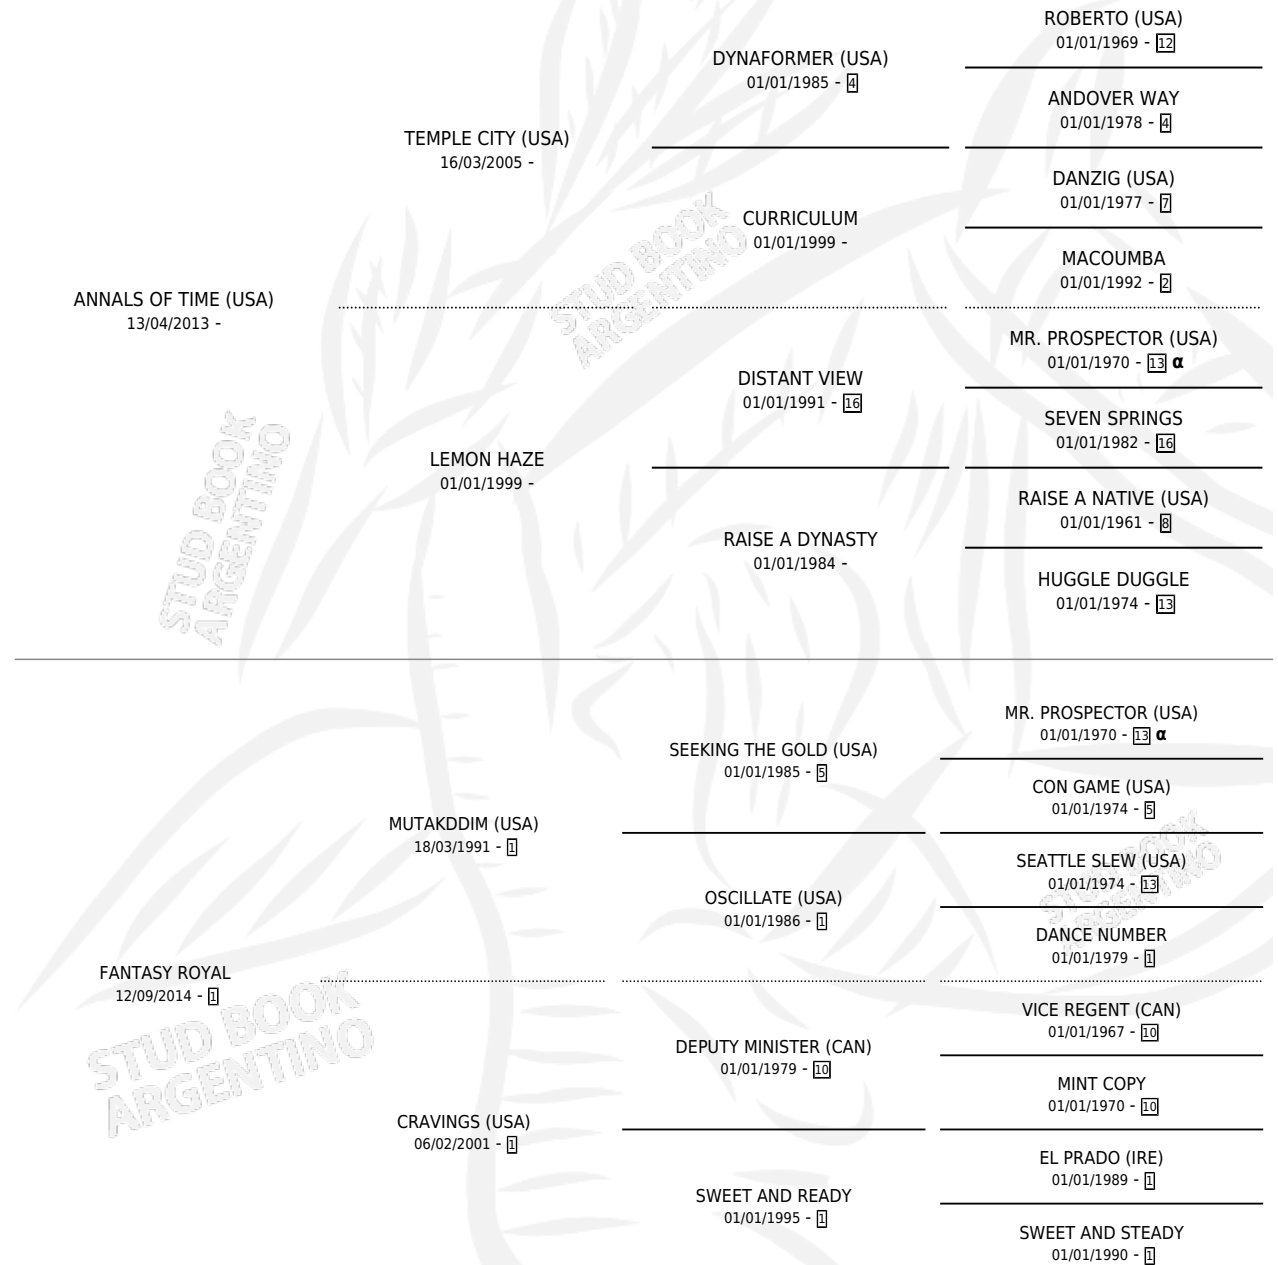 ROBERTO (USA)
01/01/1969 - 12
DYNAFORMER (USA)
01/01/1985 - 4
ANDOVER WAY
01/01/1978 - 4
TEMPLE CITY (USA)
16/03/2005 -
DANZIG (USA)
01/01/1977 - 7
CURRICULUM
01/01/1999 -
MACOUMBA
01/01/1992 - 2
ANNALS OF TIME (USA)
13/04/2013 -
STUD BOOK
ARGENTINO
MR. PROSPECTOR (USA)
01/01/1970 - 13 α
DISTANT VIEW
01/01/1991 - 16
SEVEN SPRINGS
01/01/1982 - 16
LEMON HAZE
01/01/1999 -
STUD BOOK
ARGENTINO
RAISE A NATIVE (USA)
01/01/1961 - 8
RAISE A DYNASTY
01/01/1984 -
HUGGLE DUGGLE
01/01/1974 - 13
MR. PROSPECTOR (USA)
01/01/1970 - 13 α
SEEKING THE GOLD (USA)
01/01/1985 - 5
CON GAME (USA)
01/01/1974 - 5
MUTAKDDIM (USA)
18/03/1991 - 1
SEATTLE SLEW (USA)
01/01/1974 - 13
STUD BOOK
ARGENTINO
OSCILLATE (USA)
01/01/1986 - 1
DANCE NUMBER
01/01/1979 - 1
FANTASY ROYAL
12/09/2014 - 1
STUD BOOK
ARGENTINO
VICE REGENT (CAN)
01/01/1967 - 10
DEPUTY MINISTER (CAN)
01/01/1979 - 10
MINT COPY
01/01/1970 - 10
CRAVINGS (USA)
06/02/2001 - 1
EL PRADO (IRE)
01/01/1989 - 1
SWEET AND READY
01/01/1995 - 1
SWEET AND STEADY
01/01/1990 - 1